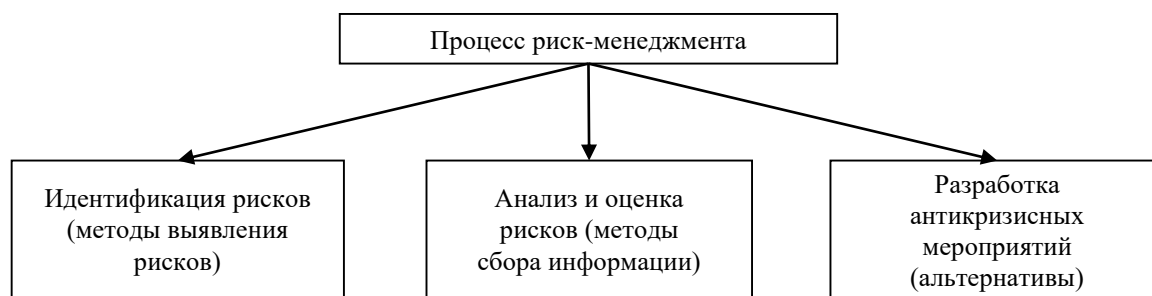 Процесс риск-менеджмента
Идентификация рисков
(методы выявления
рисков)
Анализ и оценка
рисков (методы
сбора информации)
Разработка
антикризисных
мероприятий
(альтернативы)